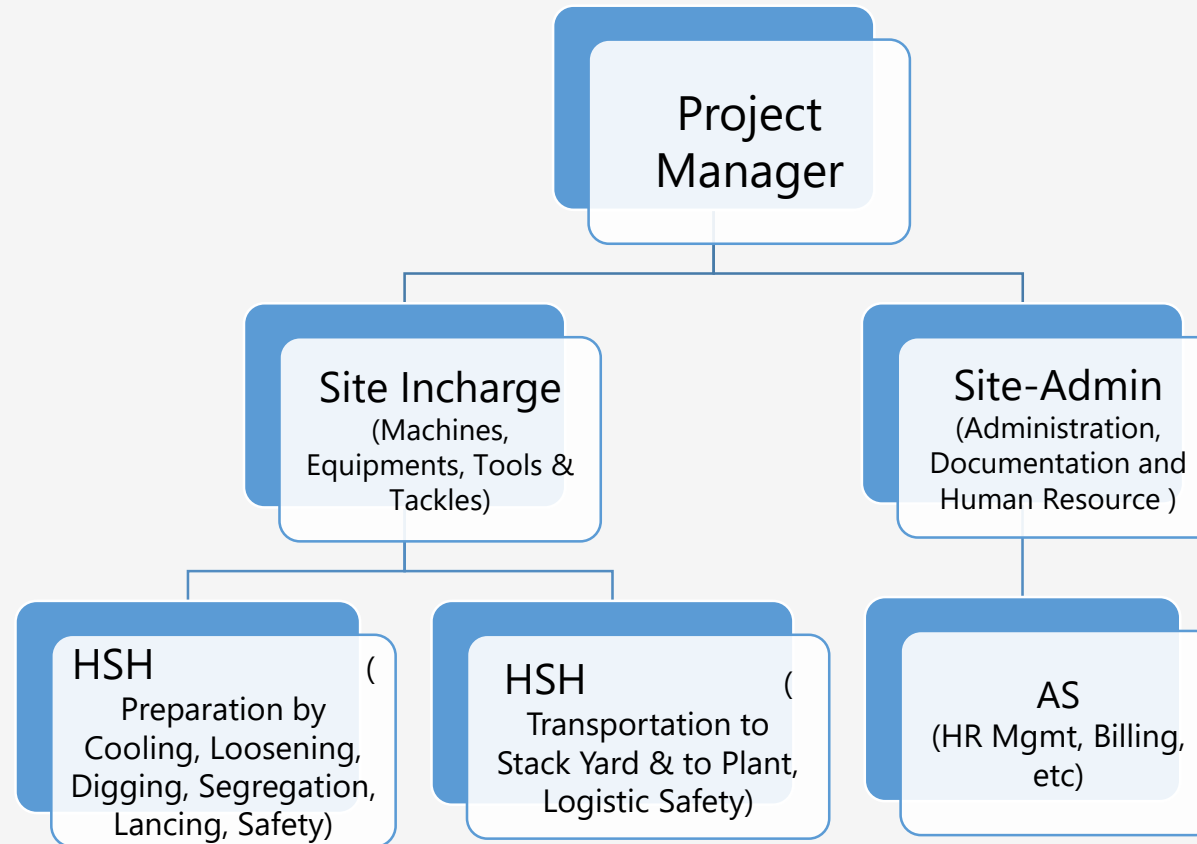 Project
Manager
Site Incharge
(Machines,
Equipments, Tools &
Tackles)
Site-Admin
(Administration,
Documentation and
Human Resource )
HSH (
Preparation by
Cooling, Loosening,
Digging, Segregation,
Lancing, Safety)
HSH (
Transportation to
Stack Yard & to Plant,
Logistic Safety)
AS
(HR Mgmt, Billing,
etc)